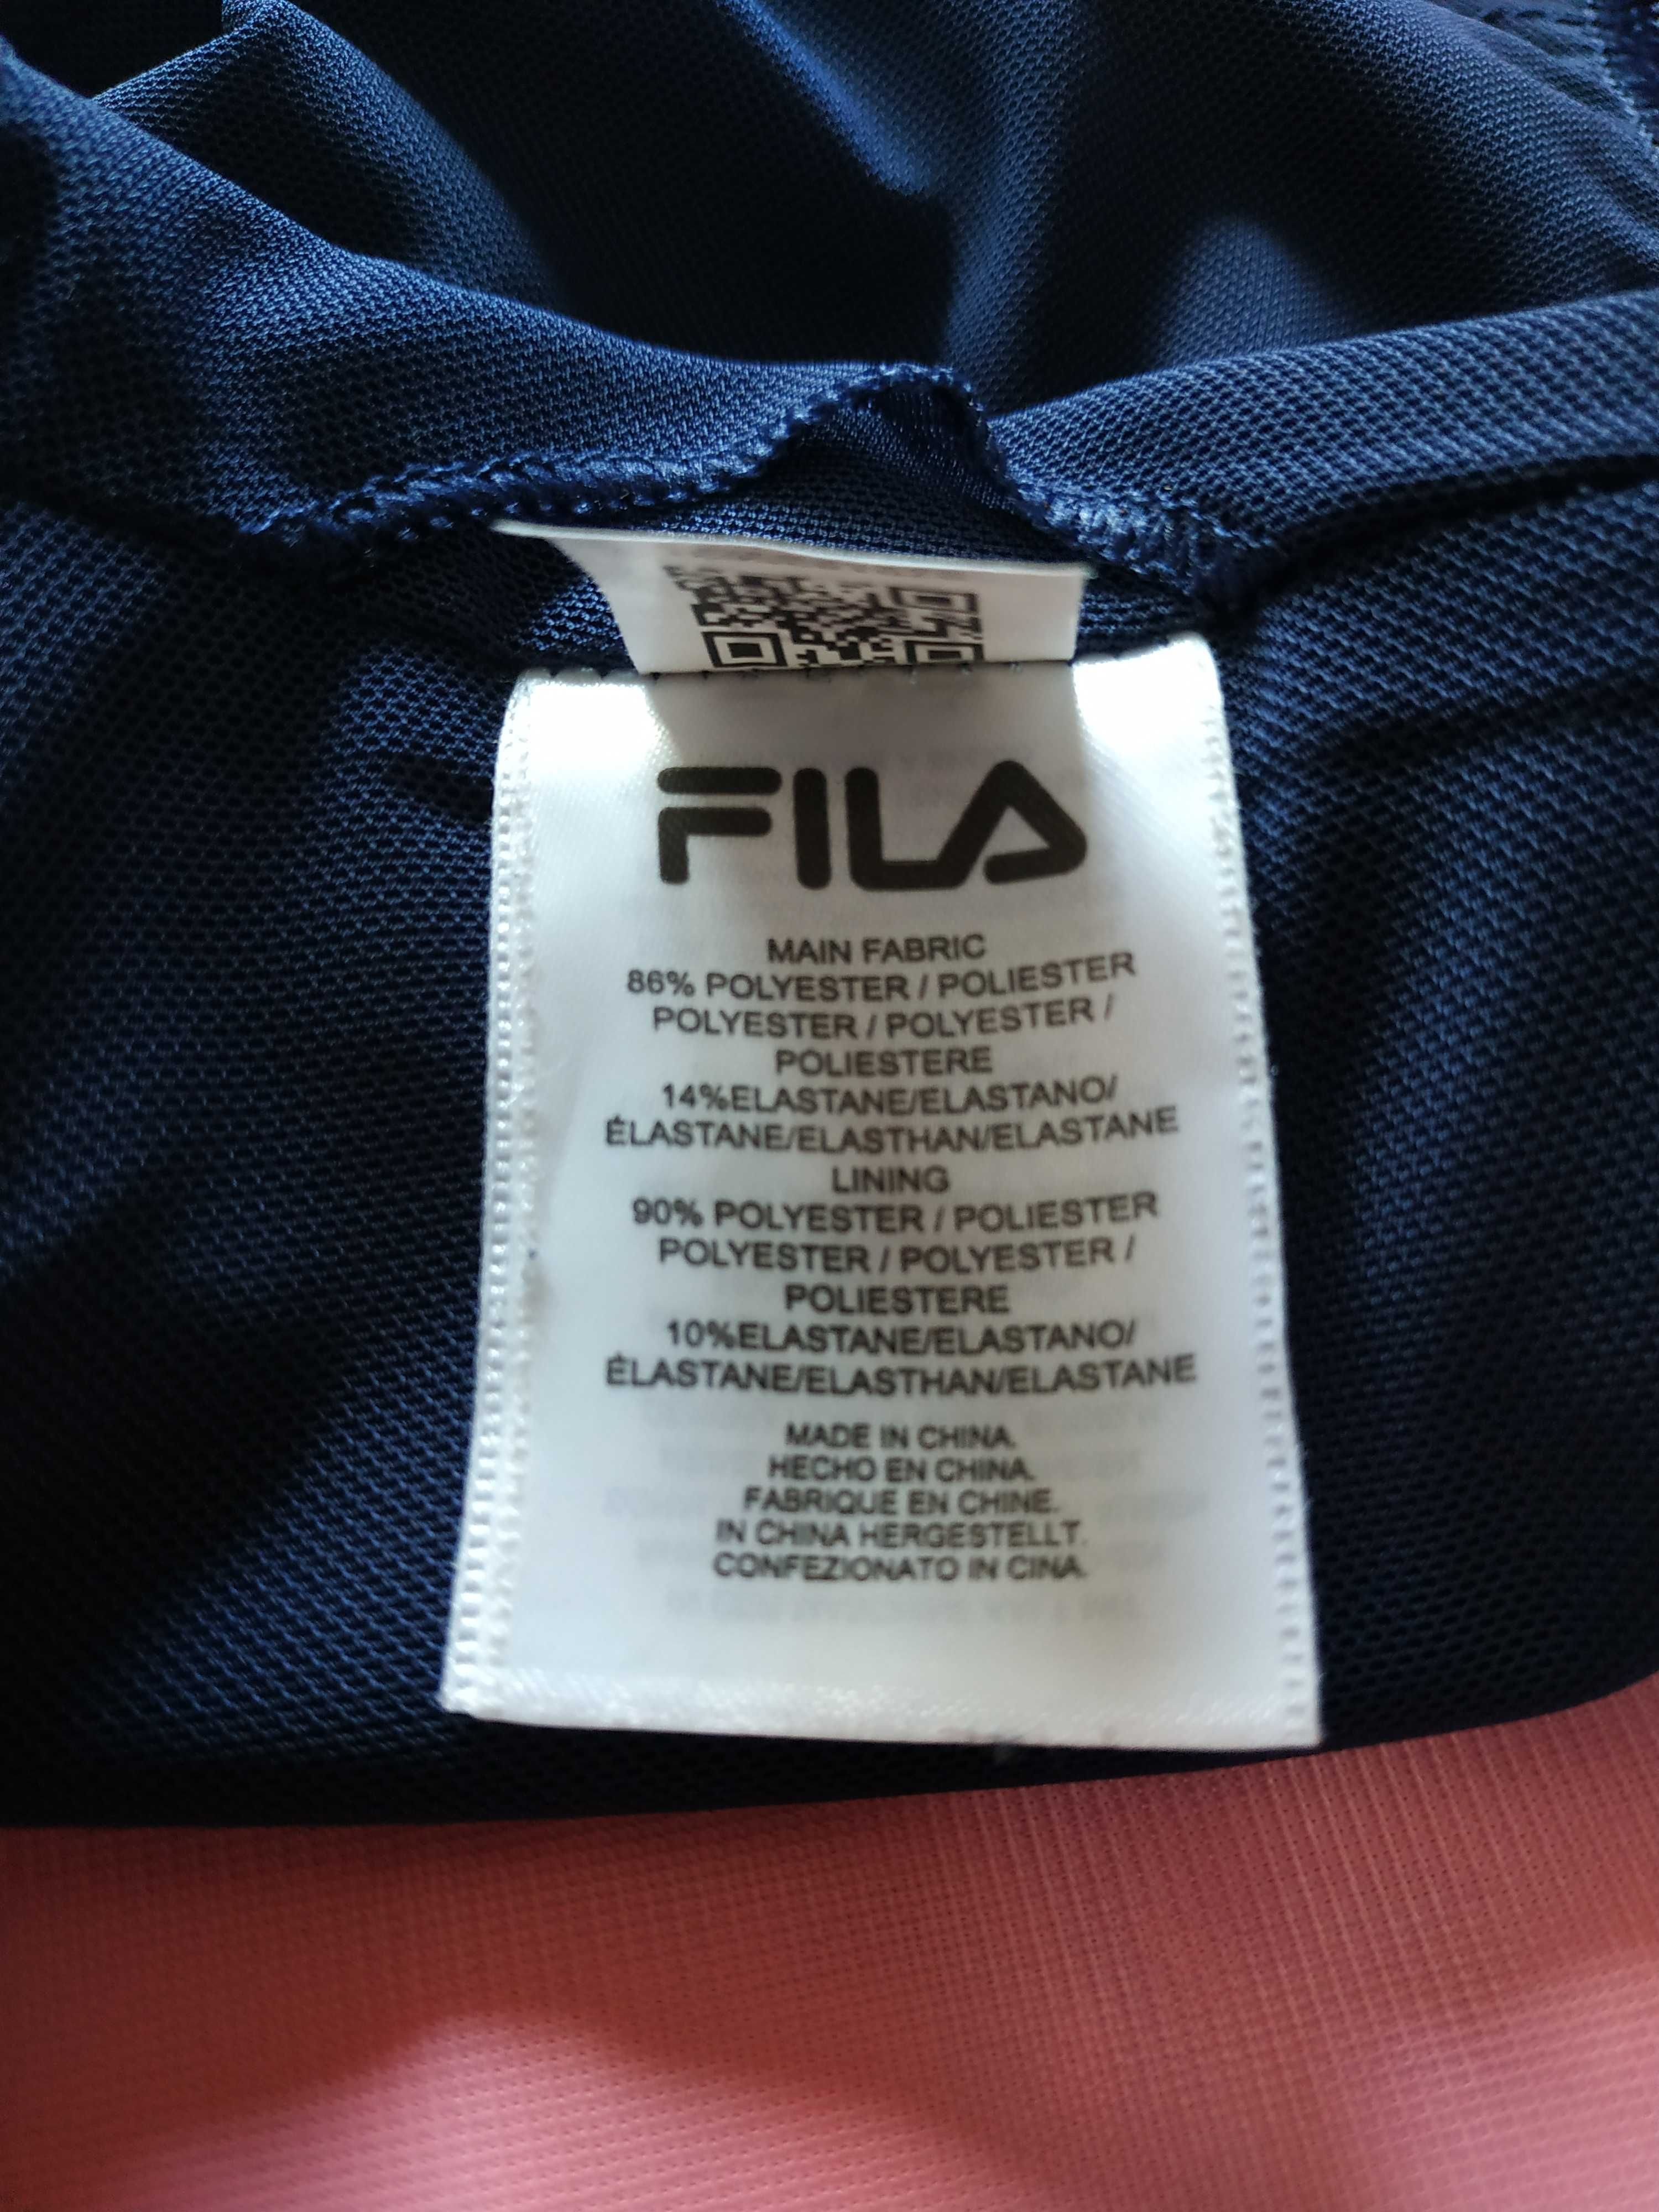 FILA
MAIN FABRIC
86% POLYESTER / POLIESTER
POLYESTER / POLYESTER /
POLIESTERE
14%ELASTANE/ELASTANO/
ÉLASTANE/ELASTHAN/ELASTANE
LINING
90% POLYESTER / POLIESTER
POLYESTER / POLYESTER /
POLIESTERE
10%ELASTANE/ELASTANO/
ÉLASTANE/ELASTHAN/ELASTANE
MADE IN CHINA.
HECHO EN CHINA.
FABRIQUE EN CHINE.
IN CHINA HERGESTELLT.
CONFEZIONATO IN CINA.